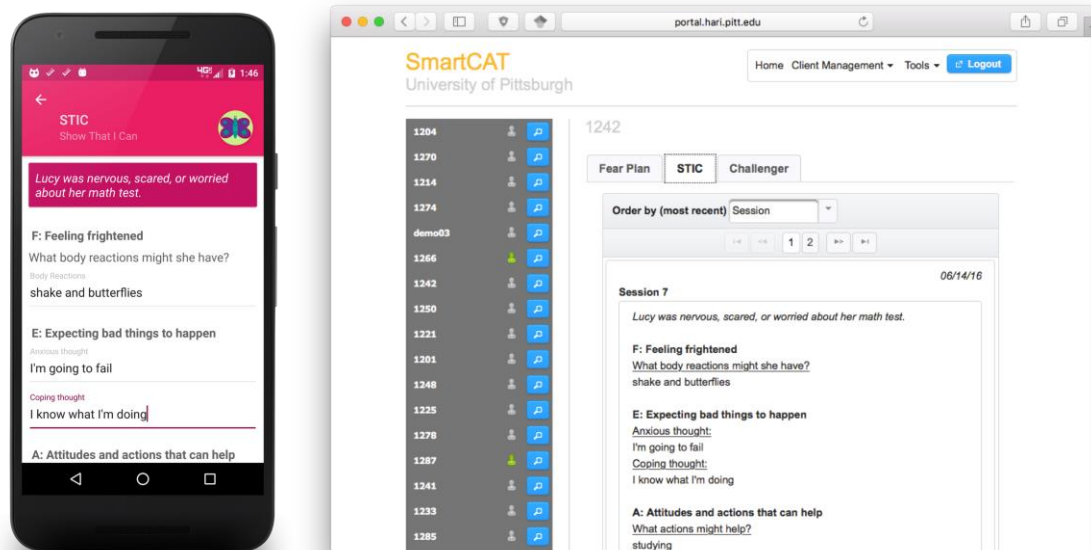 4G 1:46
STIC
Show That I Can
Lucy was nervous, scared, or worried
about her math test.
F: Feeling frightened
What body reactions might she have?
Body Reactions
shake and butterflies
E: Expecting bad things to happen
Anxious thought
I'm going to fail
Coping thought
I know what I'm doing
A: Attitudes and actions that can help
portal.hari.pitt.edu
SmartCAT
University of Pittsburgh
Home Client Management Tools Logout
1204
1270
1214
1274
demo03
1266
1242
1250
1221
1201
1248
1225
1278
1287
1241
1233
1285
1242
Fear Plan STIC Challenger
Order by (most recent) Session
1 2
06/14/16
Session 7
Lucy was nervous, scared, or worried about her math test.
F: Feeling frightened
What body reactions might she have?
shake and butterflies
E: Expecting bad things to happen
Anxious thought:
I'm going to fail
Coping thought:
I know what I'm doing
A: Attitudes and actions that can help
What actions might help?
studying